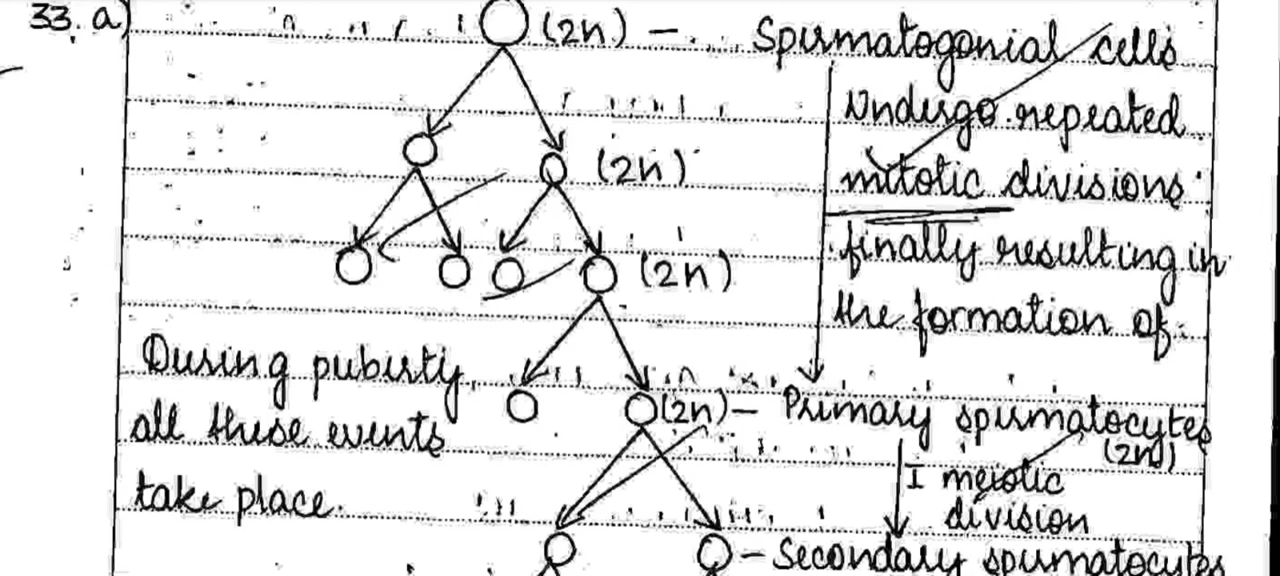 33. a) (2n) - Spermatogonial cells
Undergo repeated
(2n) mitotic divisions
finally resulting in
(2n)
the formation of
During puberty,
all these events
take place.
(2n) - Primary spermatocytes
(2n)
I meiotic
division
- Secondary spermatocytes